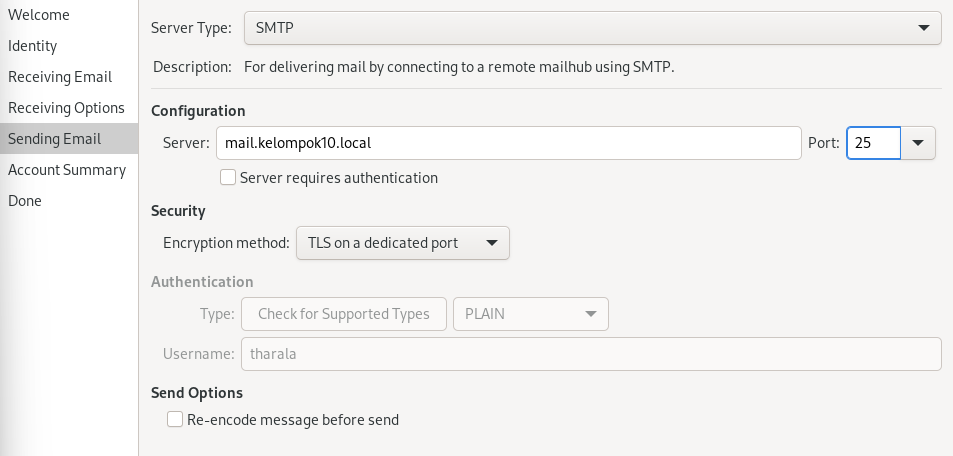 Welcome
Identity
Receiving Email
Receiving Options
Sending Email
Account Summary
Done
Server Type: SMTP
Description: For delivering mail by connecting to a remote mailhub using SMTP.
Configuration
Server: mail.kelompok10.local Port: 25
Server requires authentication
Security
Encryption method: TLS on a dedicated port
Authentication
Type: Check for Supported Types PLAIN
Username: tharala
Send Options
Re-encode message before send